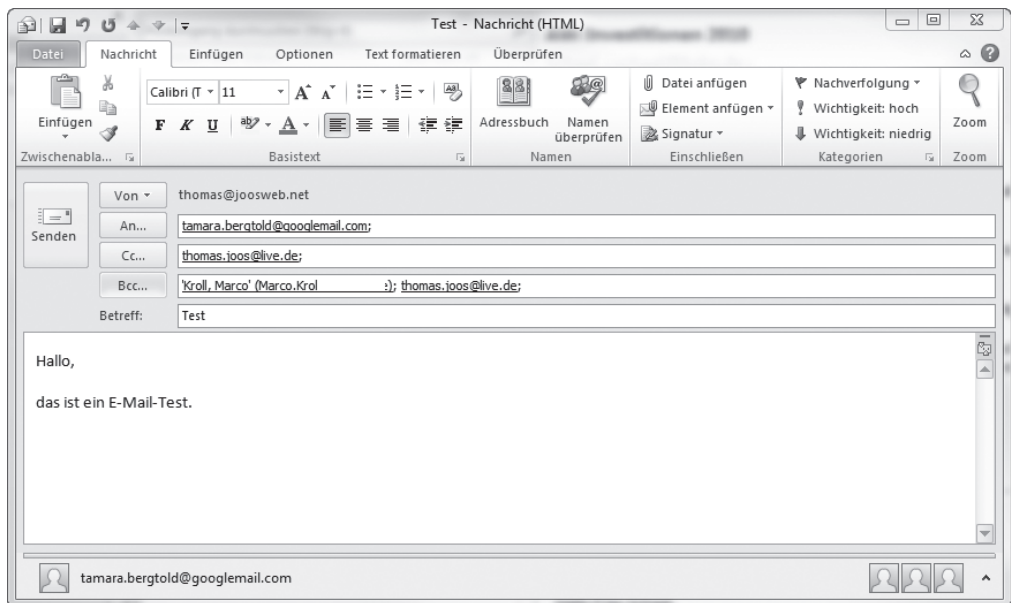 Test - Nachricht (HTML)
Datei Nachricht Einfügen Optionen Text formatieren Überprüfen
Einfügen
Zwischenabla...
Calibri (T 11
F K U
Basistext
Adressbuch Namen überprüfen
Namen
Datei anfügen
Element anfügen
Signatur
Einschließen
Nachverfolgung
Wichtigkeit: hoch
Wichtigkeit: niedrig
Kategorien
Zoom
Zoom
Senden
Von thomas@joosweb.net
An... tamara.bergtold@googlemail.com;
Cc... thomas.joos@live.de;
Bcc... 'Kroll, Marco' (Marco.Krol :); thomas.joos@live.de;
Betreff: Test
Hallo,
das ist ein E-Mail-Test.
tamara.bergtold@googlemail.com